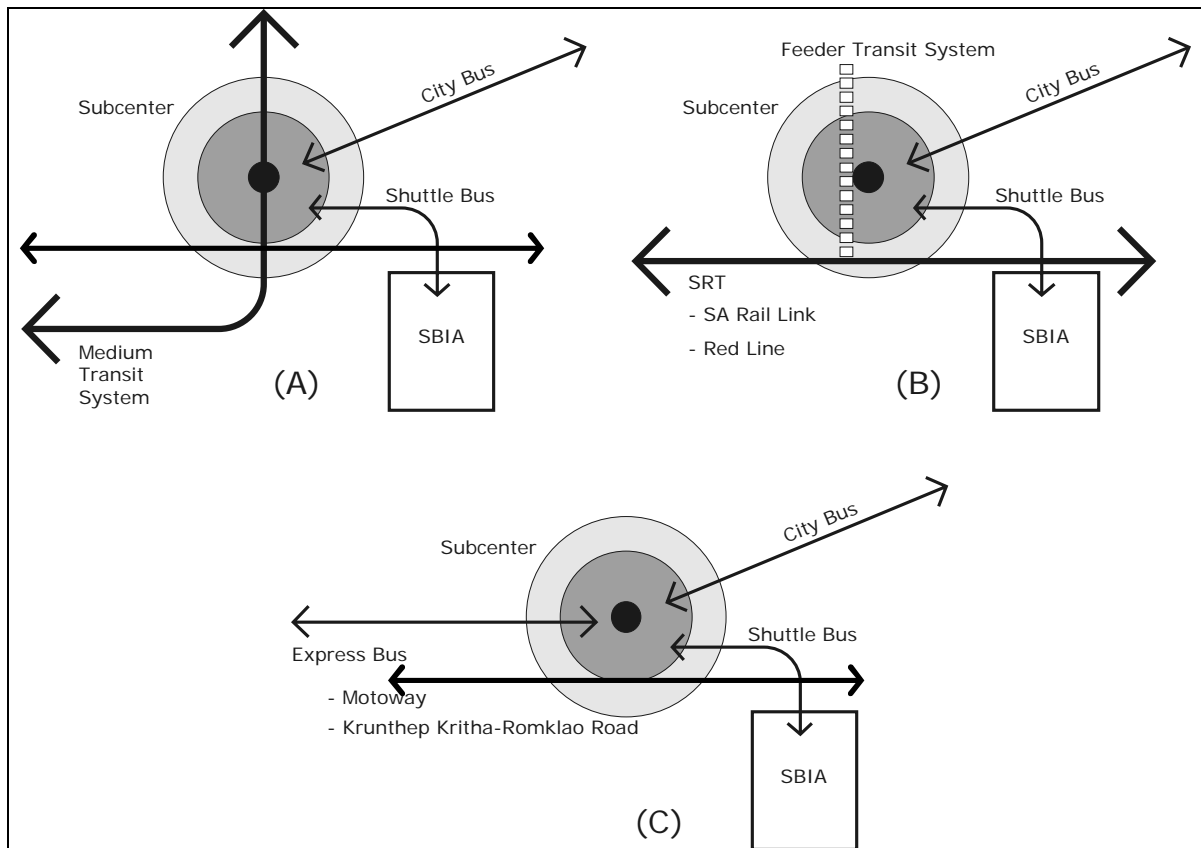 City Bus
Subcenter
Shuttle Bus
SBIA
Medium
Transit
System
(A)
Feeder Transit System
City Bus
Subcenter
Shuttle Bus
SRT
- SA Rail Link
- Red Line
SBIA
(B)
City Bus
Subcenter
Shuttle Bus
Express Bus
- Motoway
- Krunthep Kritha-Romklao Road
SBIA
(C)